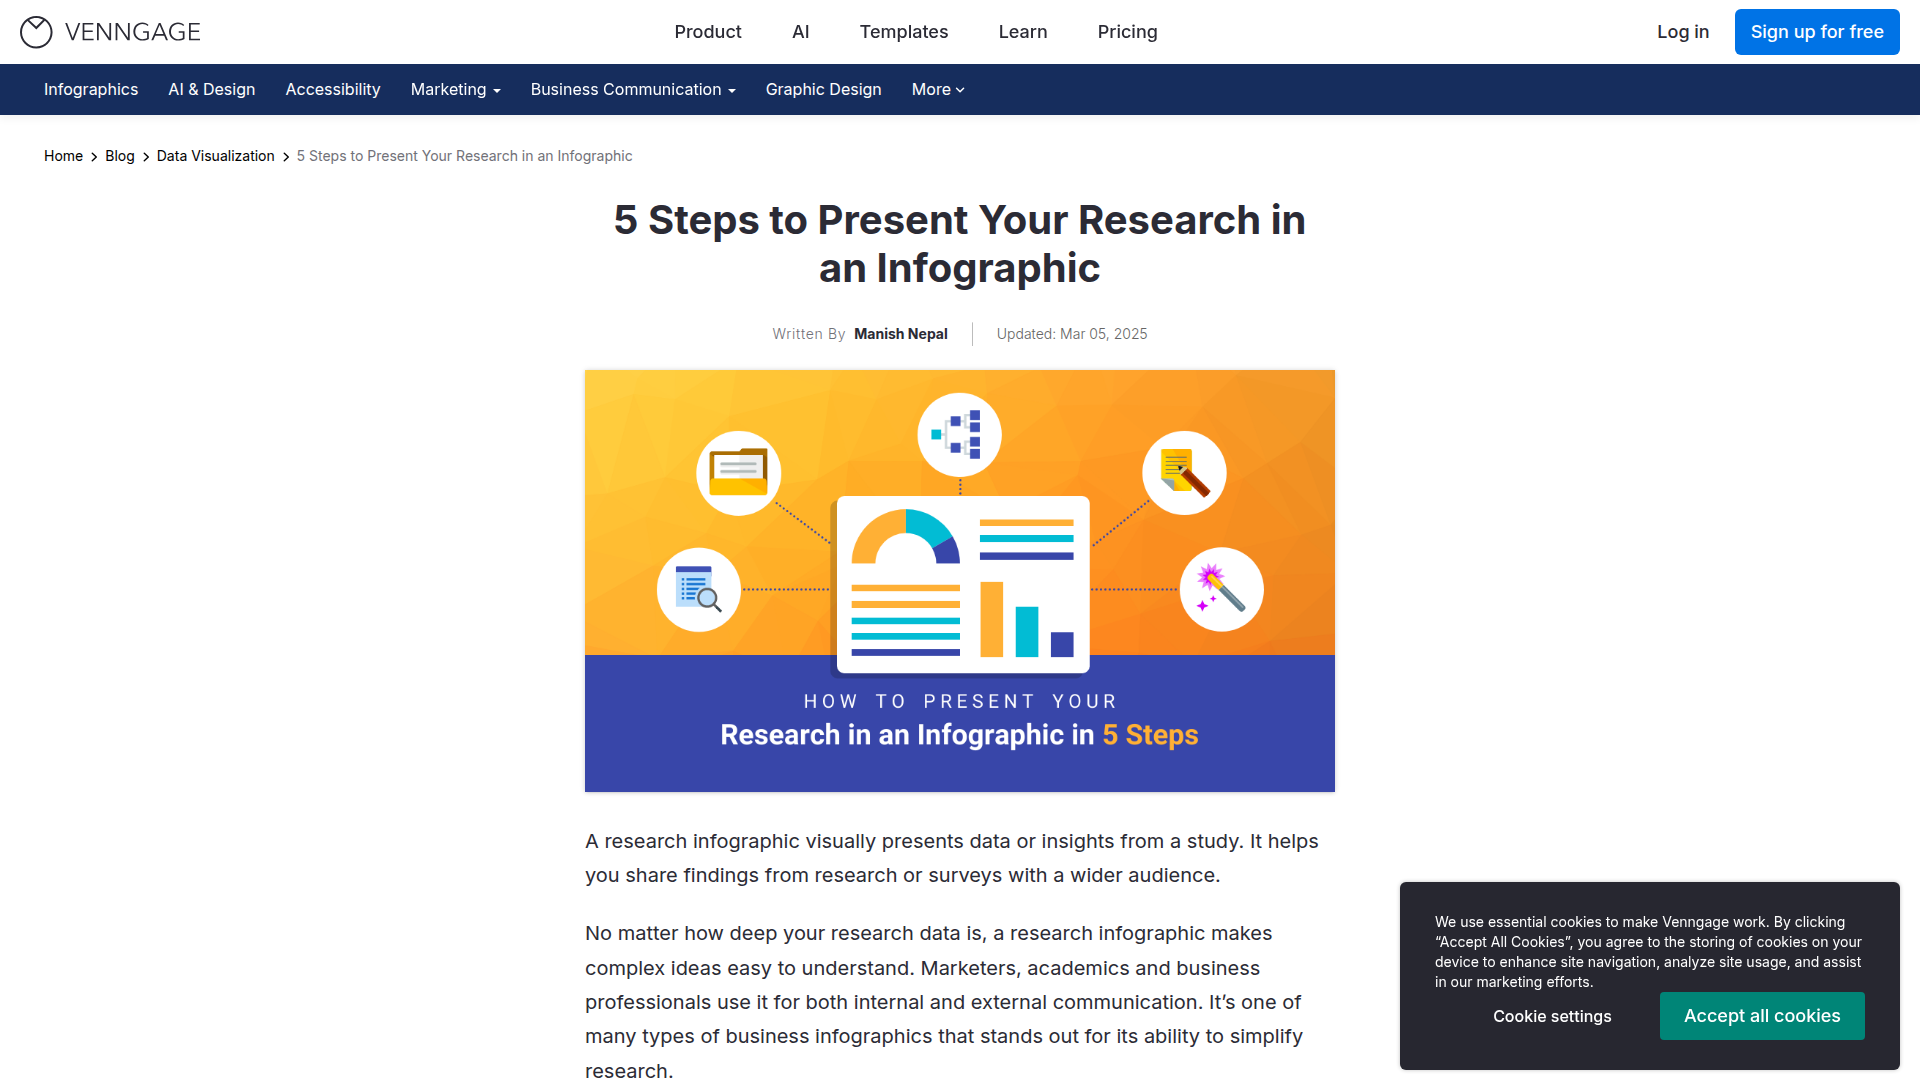 VENNGAGE
Product
AI
Templates
Learn
Pricing
Log in
Sign up for free
Infographics
AI & Design
Accessibility
Marketing
Business Communication
Graphic Design
More
Home
Blog
Data Visualization
5 Steps to Present Your Research in an Infographic
5 Steps to Present Your Research in
an Infographic
Written By Manish Nepal
Updated: Mar 05, 2025
HOW TO PRESENT YOUR
Research in an Infographic in 5 Steps
A research infographic visually presents data or insights from a study. It helps
you share findings from research or surveys with a wider audience.
No matter how deep your research data is, a research infographic makes
complex ideas easy to understand. Marketers, academics and business
professionals use it for both internal and external communication. It’s one of
many types of business infographics that stands out for its ability to simplify
research.
We use essential cookies to make Venngage work. By clicking
“Accept All Cookies”, you agree to the storing of cookies on your
device to enhance site navigation, analyze site usage, and assist
in our marketing efforts.
Cookie settings
Accept all cookies